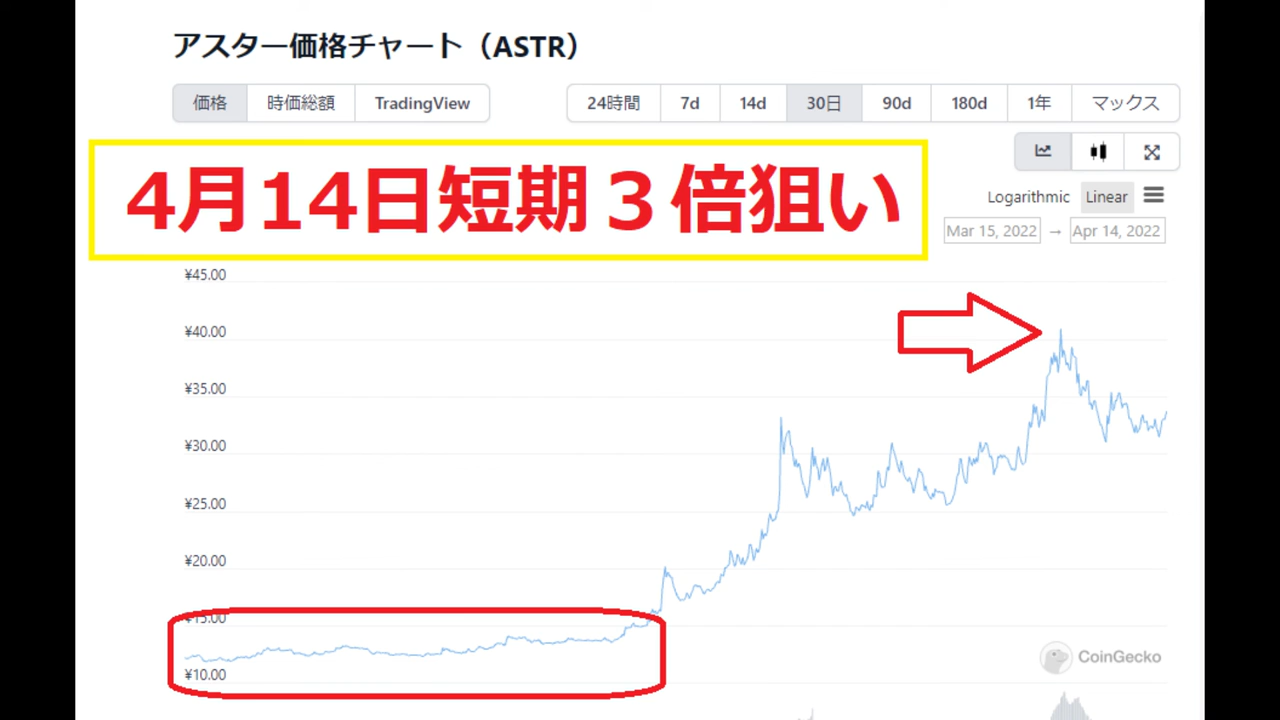 アスター価格チャート（ASTR）
価格 時価総額 TradingView 24時間 7d 14d 30日 90d 180d 1年 マックス
4月14日短期３倍狙い
Logarithmic Linear
Mar 15, 2022 → Apr 14, 2022
¥45.00
¥40.00
¥35.00
¥30.00
¥25.00
¥20.00
¥15.00
¥10.00
CoinGecko